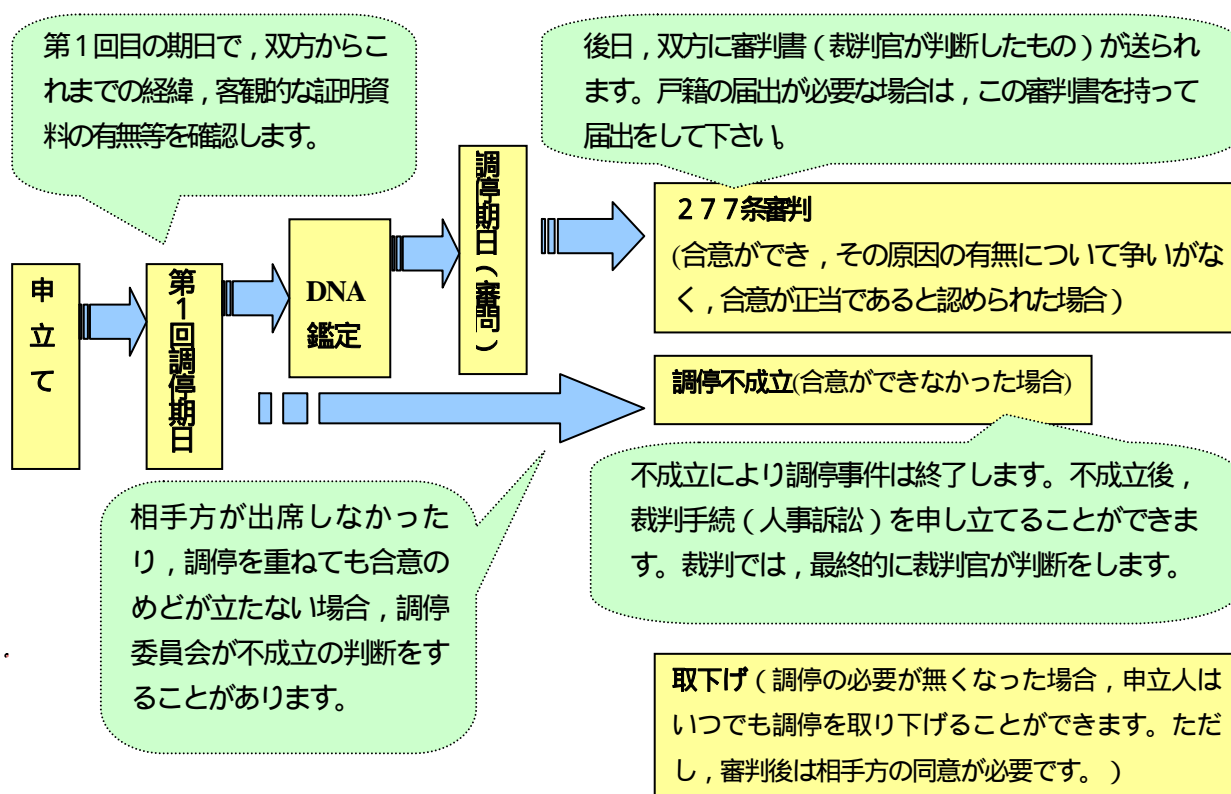 第１回目の期日で，双方からこ
れまでの経緯，客観的な証明資
料の有無等を確認します。
後日，双方に審判書（裁判官が判断したもの）が送られ
ます。戸籍の届出が必要な場合は，この審判書を持って
届出をして下さい。
申立て
第１回調停期日
DNA
鑑定
調停期日（審問）
２７７条審判
(合意ができ，その原因の有無について争いがな
く，合意が正当であると認められた場合）
調停不成立(合意ができなかった場合)
相手方が出席しなかった
り，調停を重ねても合意の
めどが立たない場合，調停
委員会が不成立の判断をす
ることがあります。
不成立により調停事件は終了します。不成立後，
裁判手続（人事訴訟）を申し立てることができま
す。裁判では，最終的に裁判官が判断をします。
取下げ（調停の必要が無くなった場合，申立人は
いつでも調停を取り下げることができます。ただ
し，審判後は相手方の同意が必要です。）